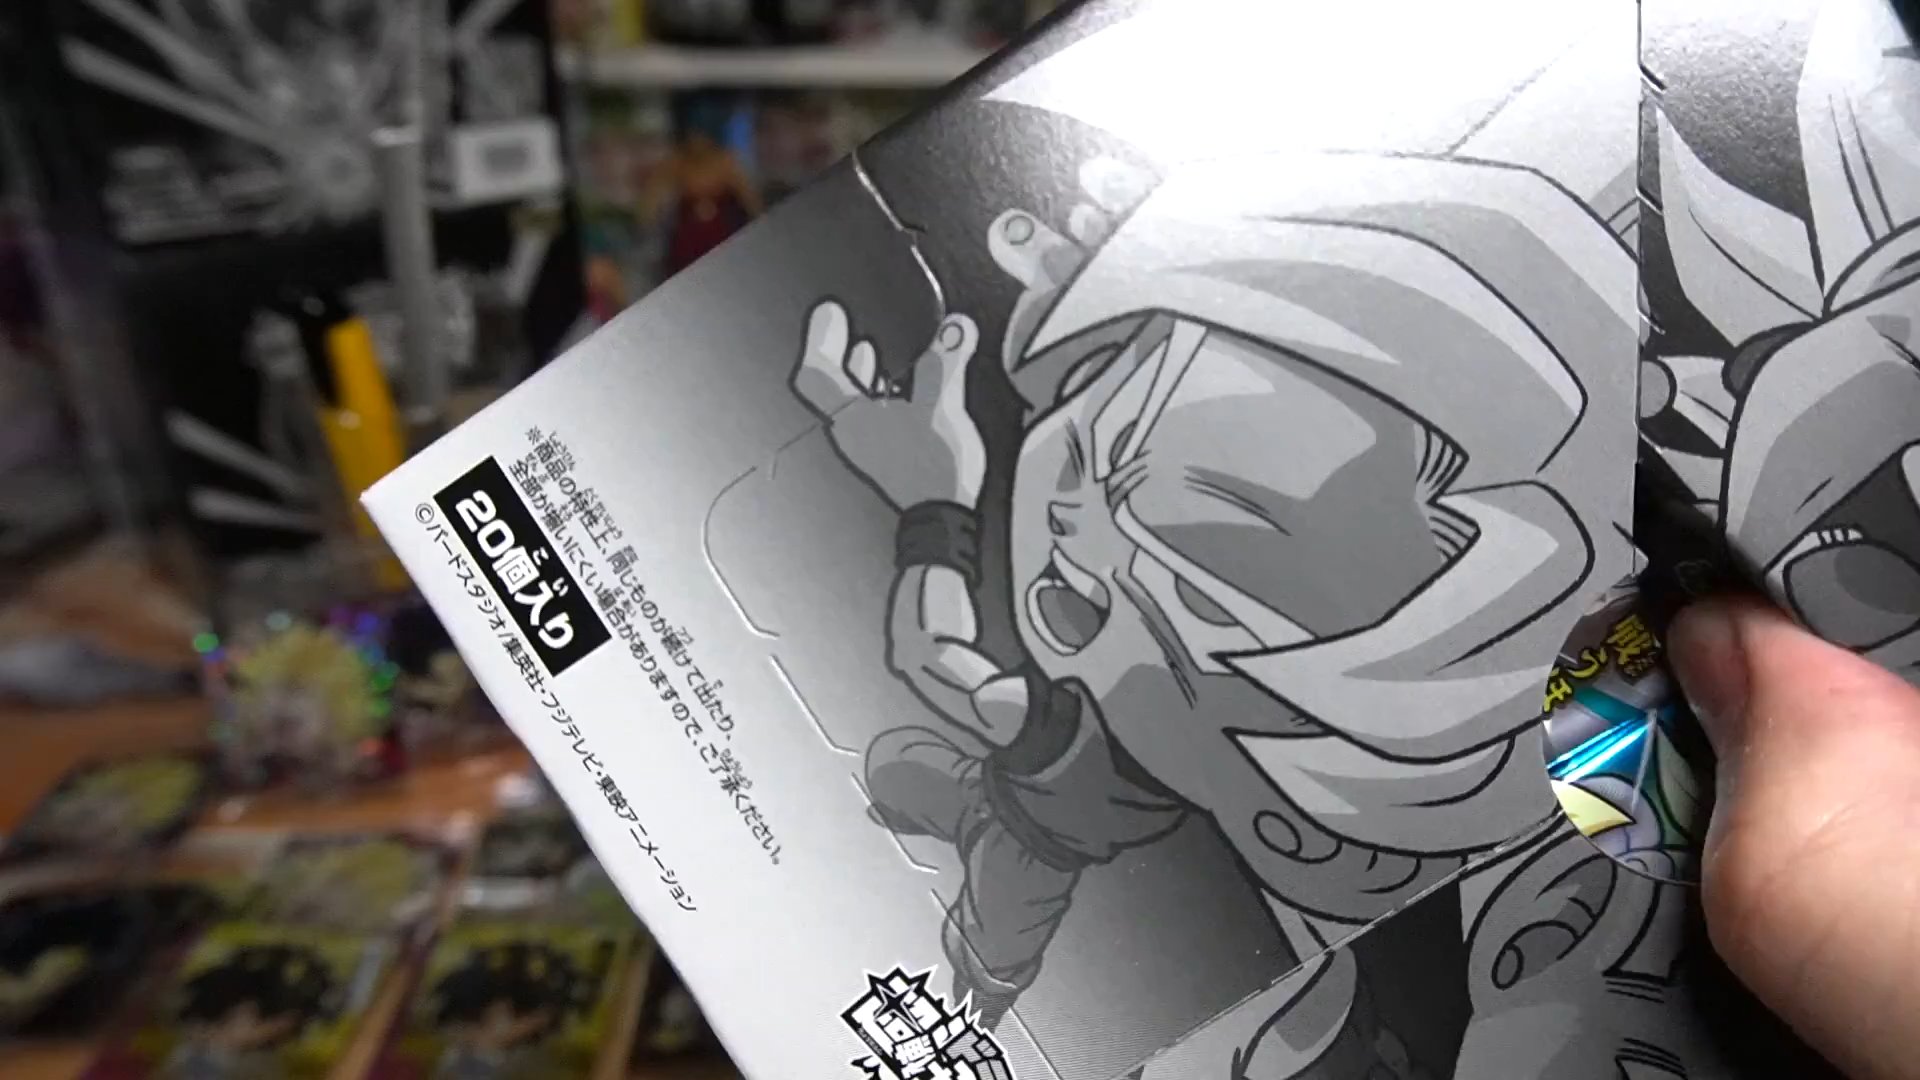 ※商品の特性上、同じものが続けて出たり、
全部が揃いにくい場合がありますので、ご了承ください。
20個入り
©バードスタジオ/集英社・フジテレビ・東映アニメーション